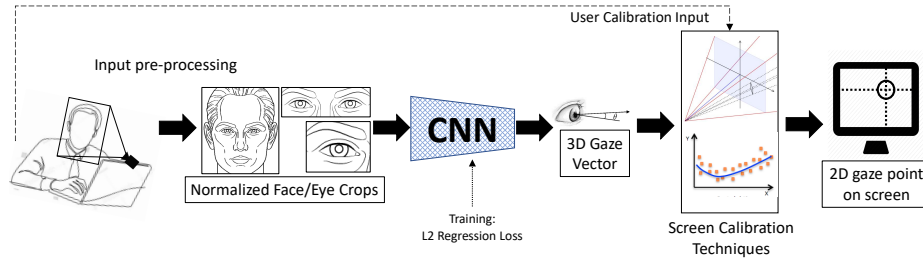 User Calibration Input
Input pre-processing
CNN
Normalized Face/Eye Crops
3D Gaze
Vector
θ
Y
X
2D gaze point
on screen
Training:
L2 Regression Loss
Screen Calibration
Techniques